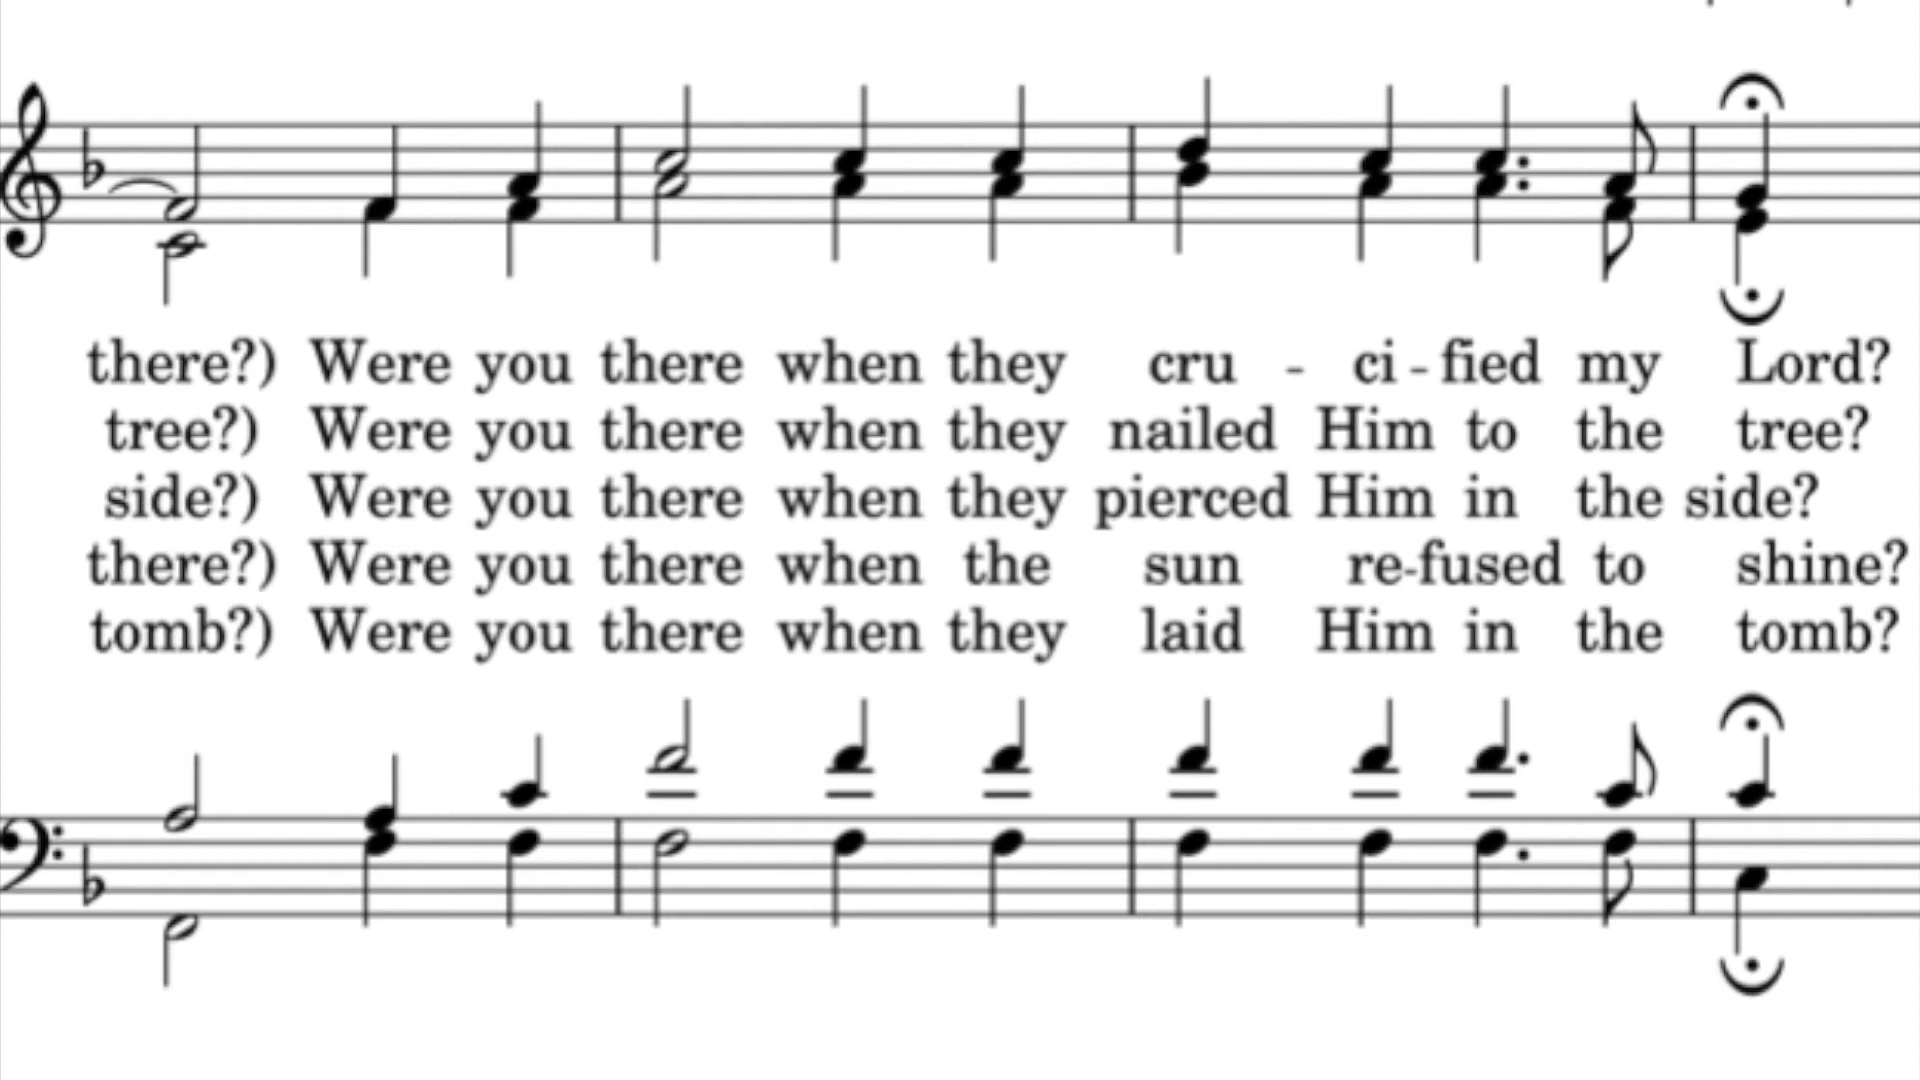 there?) Were you there when they cru - ci - fied my Lord?
tree?) Were you there when they nailed Him to the tree?
side?) Were you there when they pierced Him in the side?
there?) Were you there when the sun re-fused to shine?
tomb?) Were you there when they laid Him in the tomb?